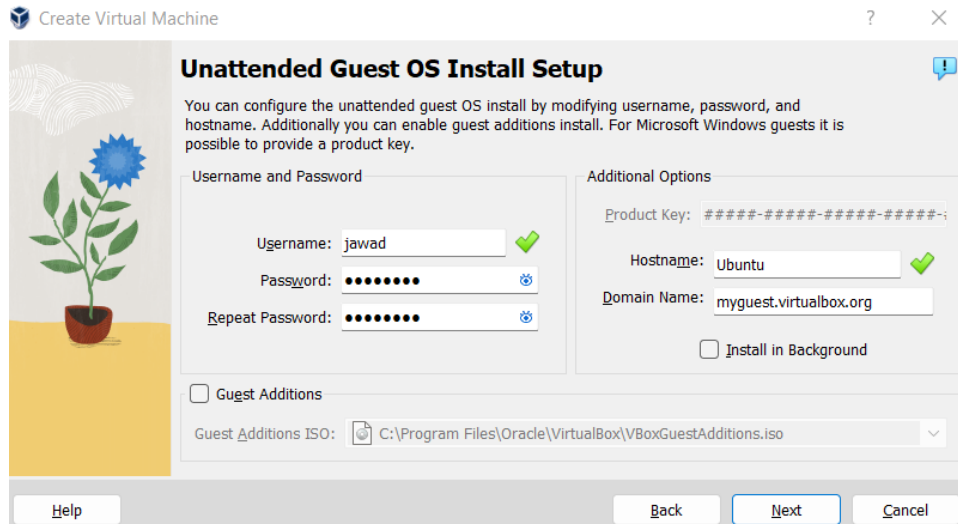 Create Virtual Machine
Unattended Guest OS Install Setup
You can configure the unattended guest OS install by modifying username, password, and
hostname. Additionally you can enable guest additions install. For Microsoft Windows guests it is
possible to provide a product key.
Username and Password
Username: jawad
Password: ●●●●●●●●
Repeat Password: ●●●●●●●●
Additional Options
Product Key: #####-#####-#####-#####-#
Hostname: Ubuntu
Domain Name: myguest.virtualbox.org
Install in Background
Guest Additions
Guest Additions ISO: C:\Program Files\Oracle\VirtualBox\VBoxGuestAdditions.iso
Help
Back
Next
Cancel